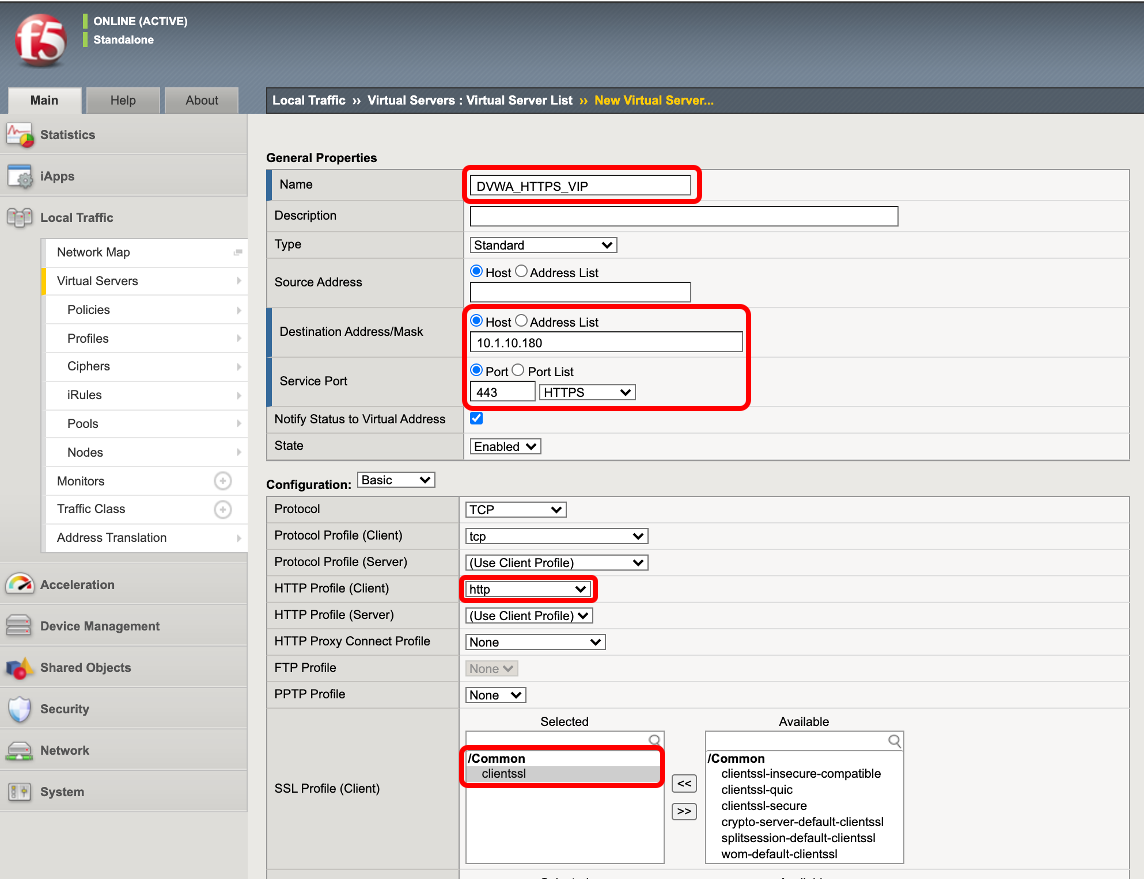 f5
ONLINE (ACTIVE)
Standalone
Main Help About
Local Traffic ›› Virtual Servers : Virtual Server List ›› New Virtual Server...
Statistics
iApps
Local Traffic
Network Map
Virtual Servers
Policies
Profiles
Ciphers
iRules
Pools
Nodes
Monitors
Traffic Class
Address Translation
Acceleration
Device Management
Shared Objects
Security
Network
System
General Properties
Name DVWA_HTTPS_VIP
Description
Type Standard
Source Address Host Address List
Destination Address/Mask Host Address List
10.1.10.180
Service Port Port Port List
443 HTTPS
Notify Status to Virtual Address
State Enabled
Configuration: Basic
Protocol TCP
Protocol Profile (Client) tcp
Protocol Profile (Server) (Use Client Profile)
HTTP Profile (Client) http
HTTP Profile (Server) (Use Client Profile)
HTTP Proxy Connect Profile None
FTP Profile None
PPTP Profile None
SSL Profile (Client)
Selected
/Common
clientssl
<<
>>
Available
/Common
clientssl-insecure-compatible
clientssl-quic
clientssl-secure
crypto-server-default-clientssl
splitsession-default-clientssl
wom-default-clientssl